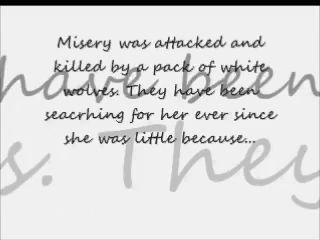 Misery was attacked and
killed by a pack of white
wolves. They have been
seacrhing for her ever since
she was little because...
have been
s. They